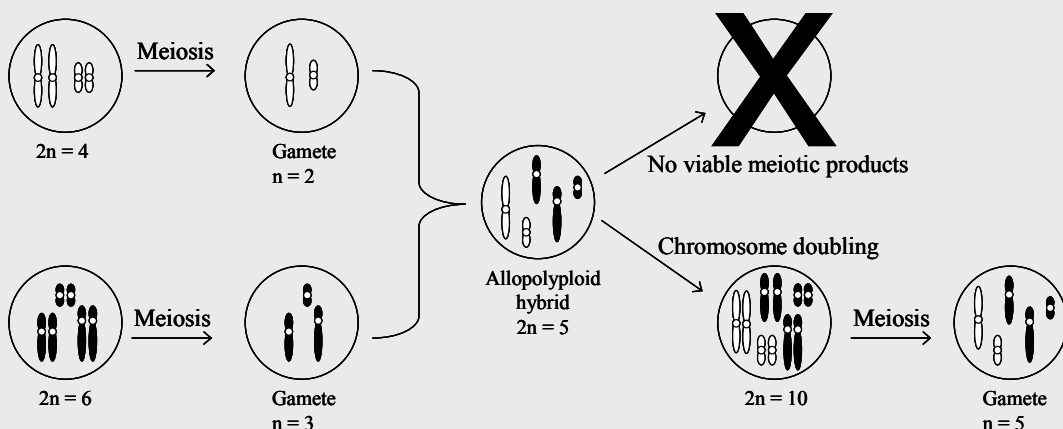 Meiosis
2n = 4
Gamete
n = 2
No viable meiotic products
Allopolyploid
hybrid
2n = 5
Chromosome doubling
Meiosis
2n = 6
Gamete
n = 3
2n = 10
Meiosis
Gamete
n = 5